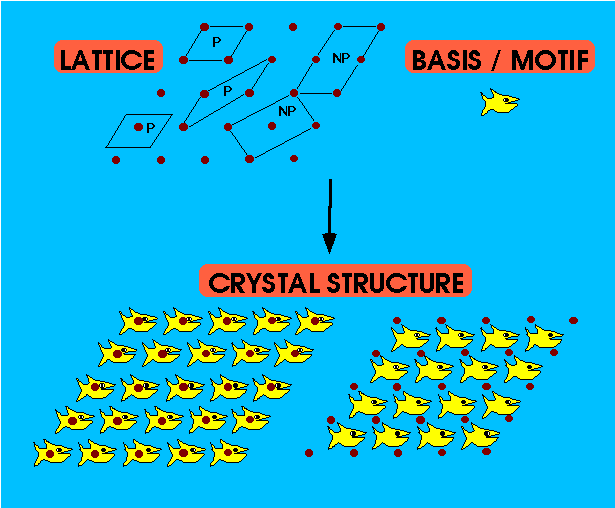 P
NP
LATTICE
BASIS / MOTIF
P
NP
P
CRYSTAL STRUCTURE